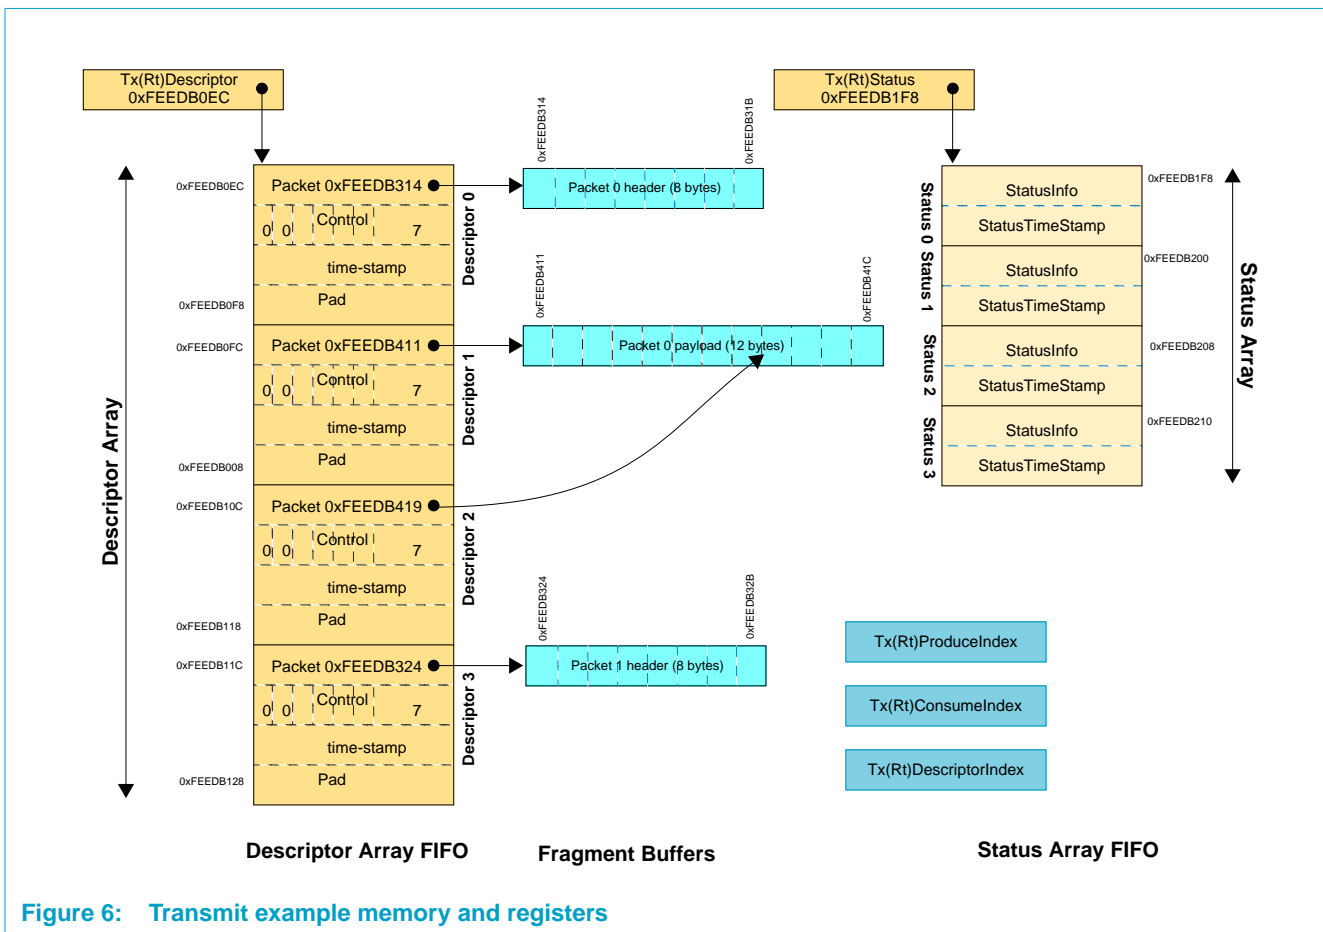 Tx(Rt)Descriptor
0xFEEDB0EC
Tx(Rt)Status
0xFEEDB1F8
0xFEEDB314
0xFEEDB31B
0xFEEDB0EC
Packet 0xFEEDB314
Control
0 0 7
time-stamp
0xFEEDB0F8
Pad
Descriptor 0
Packet 0 header (8 bytes)
0xFEEDB411
0xFEEDB41C
0xFEEDB0FC
Packet 0xFEEDB411
Control
0 0 7
time-stamp
0xFEEDB008
Pad
Descriptor 1
Packet 0 payload (12 bytes)
0xFEEDB10C
Packet 0xFEEDB419
Control
0 0 7
time-stamp
0xFEEDB118
Pad
Descriptor 2
0xFEEDB324
0xFEEDB32B
0xFEEDB11C
Packet 0xFEEDB324
Control
0 0 7
time-stamp
0xFEEDB128
Pad
Descriptor 3
Packet 1 header (8 bytes)
Descriptor Array
Status 0
StatusInfo
StatusTimeStamp
0xFEEDB1F8
Status 1
StatusInfo
StatusTimeStamp
0xFEEDB200
Status 2
StatusInfo
StatusTimeStamp
0xFEEDB208
Status 3
StatusInfo
StatusTimeStamp
0xFEEDB210
Status Array
Tx(Rt)ProduceIndex
Tx(Rt)ConsumeIndex
Tx(Rt)DescriptorIndex
Descriptor Array FIFO
Fragment Buffers
Status Array FIFO
Figure 6: Transmit example memory and registers